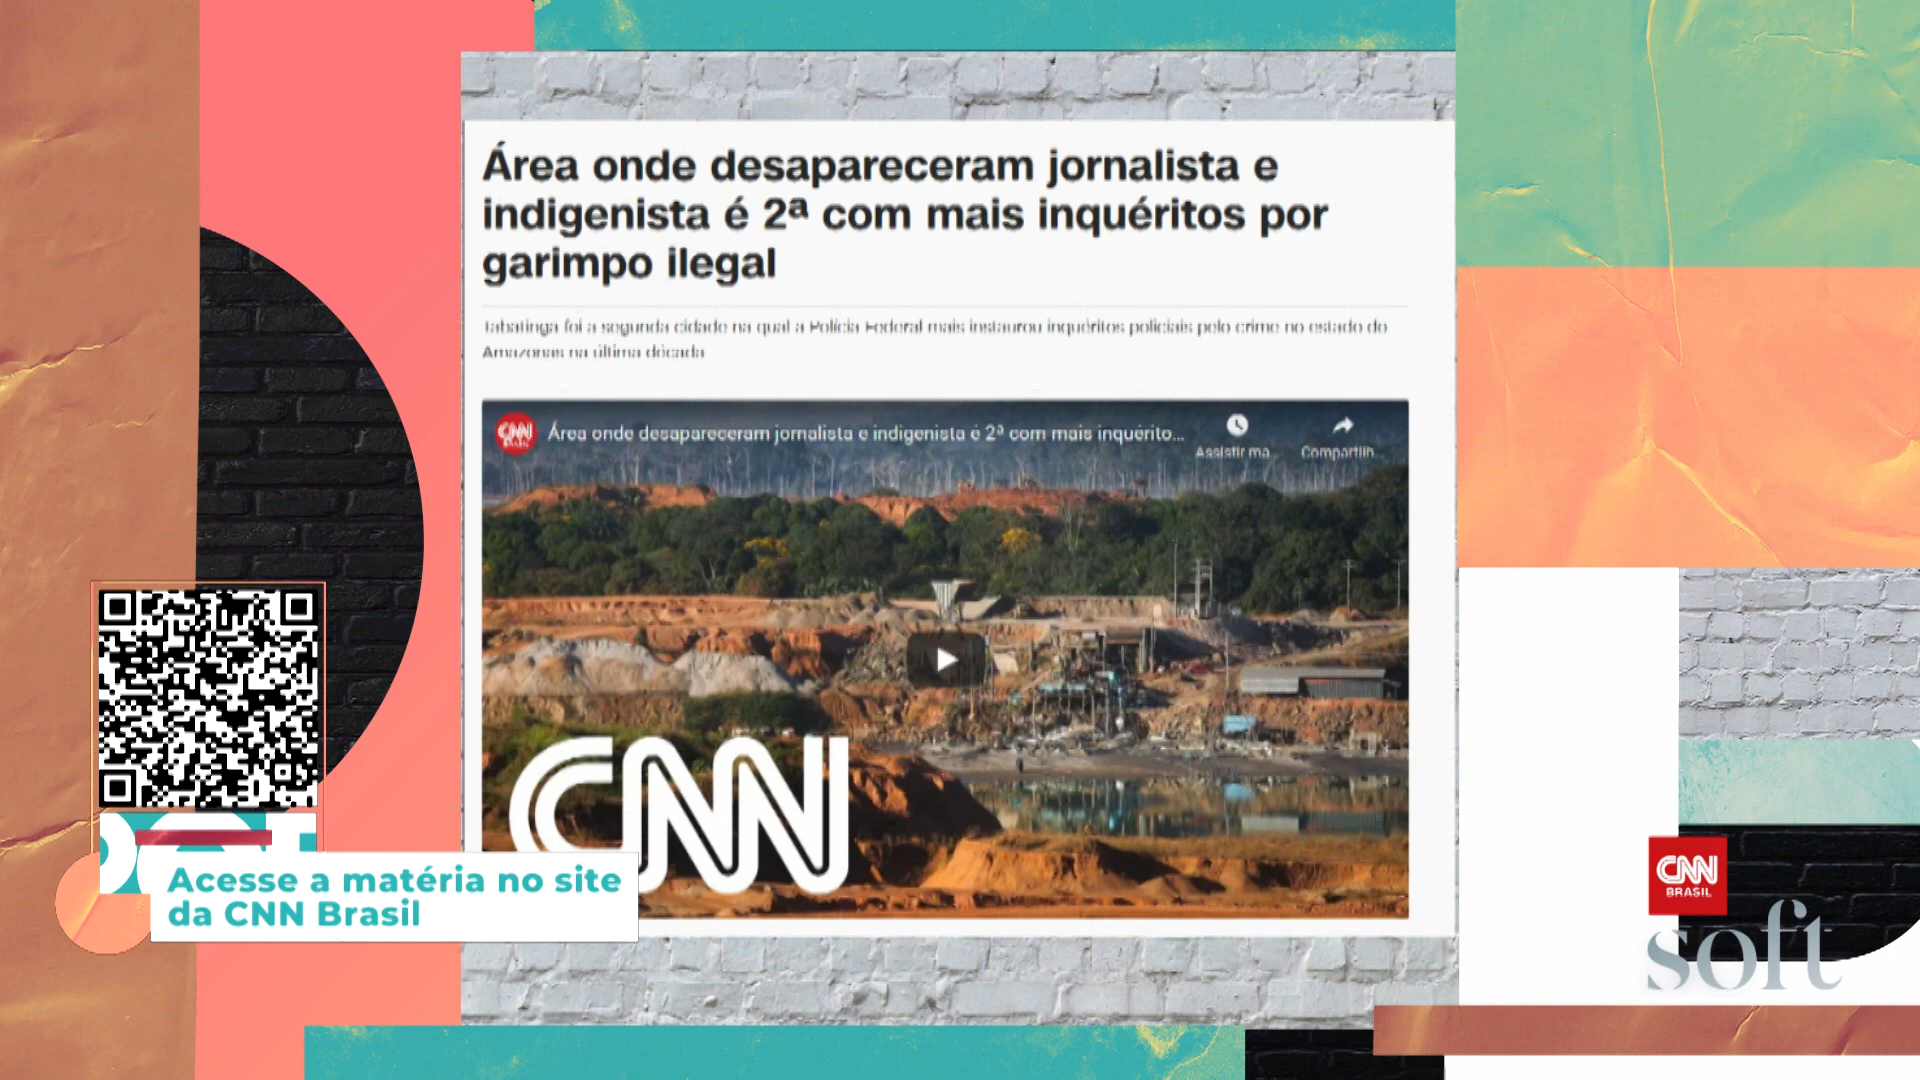 Área onde desapareceram jornalista e
indigenista é 2ª com mais inquéritos por
garimpo ilegal
Tabatinga foi a segunda cidade na qual a Polícia Federal mais instaurou inquéritos policiais pelo crime no estado do
Amazonas na última década
CNN
BRASIL
Área onde desapareceram jornalista e indigenista é 2ª com mais inquérito...
Assistir ma...
Compartilh...
CNN
Acesse a matéria no site
da CNN Brasil
CNN
BRASIL
soft